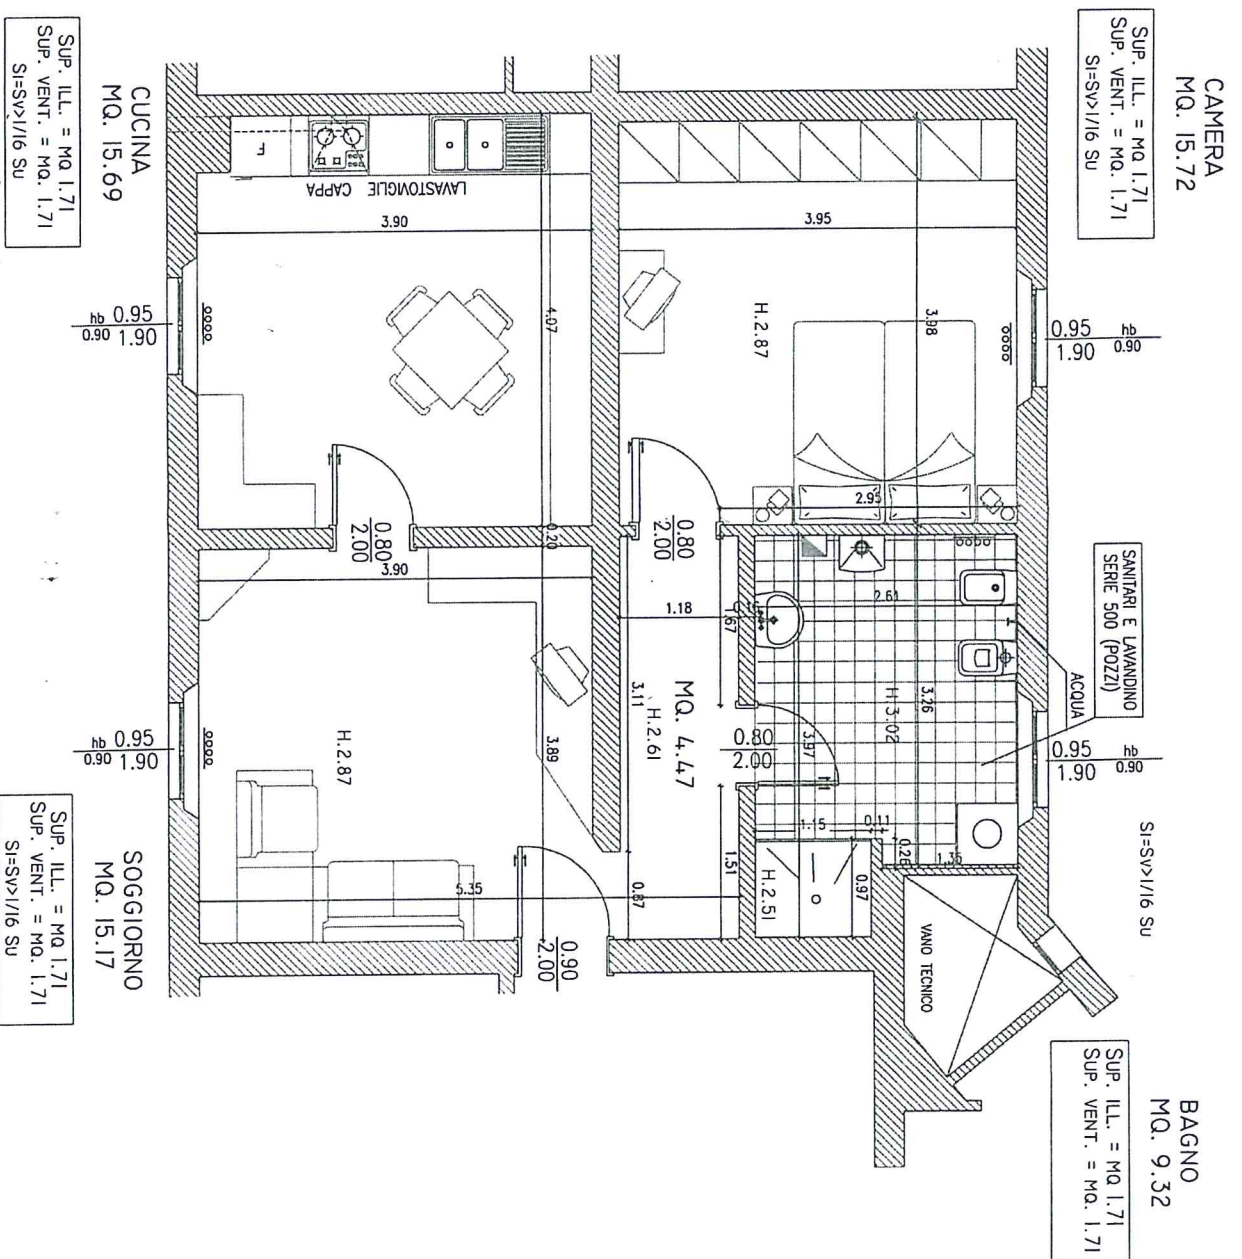 CAMERA
MQ. 15.72
SUP. ILL. = MQ 1.71
SUP. VENT. = MQ. 1.71
SI=SV>1/16 SU
CUCINA
MQ. 15.69
SUP. ILL. = MQ 1.71
SUP. VENT. = MQ. 1.71
SI=SV>1/16 SU
F
CAPPA
LAVASTOVIGLIE
3.90
4.07
3.95
3.98
H.2.87
0.95
1.90
hb
0.90
hb
0.90
0.95
1.90
2.95
0.80
2.00
0.80
2.00
0.20
3.90
SANITARI E LAVANDINO
SERIE 500 (POZZI)
ACQUA
2.61
1.18
1.67
3.11
MQ. 4.47
H.2.61
3.26
H.3.02
0.80
2.00
3.97
0.95
1.90
hb
0.90
hb
0.90
0.95
1.90
H.2.87
3.89
1.15
0.11
0.26
1.35
0.97
1.51
0.87
5.35
H.2.51
0.90
2.00
VANO TECNICO
SI=SV>1/16 SU
SOGGIORNO
MQ. 15.17
SUP. ILL. = MQ 1.71
SUP. VENT. = MQ. 1.71
SI=SV>1/16 SU
BAGNO
MQ. 9.32
SUP. ILL. = MQ 1.71
SUP. VENT. = MQ. 1.71